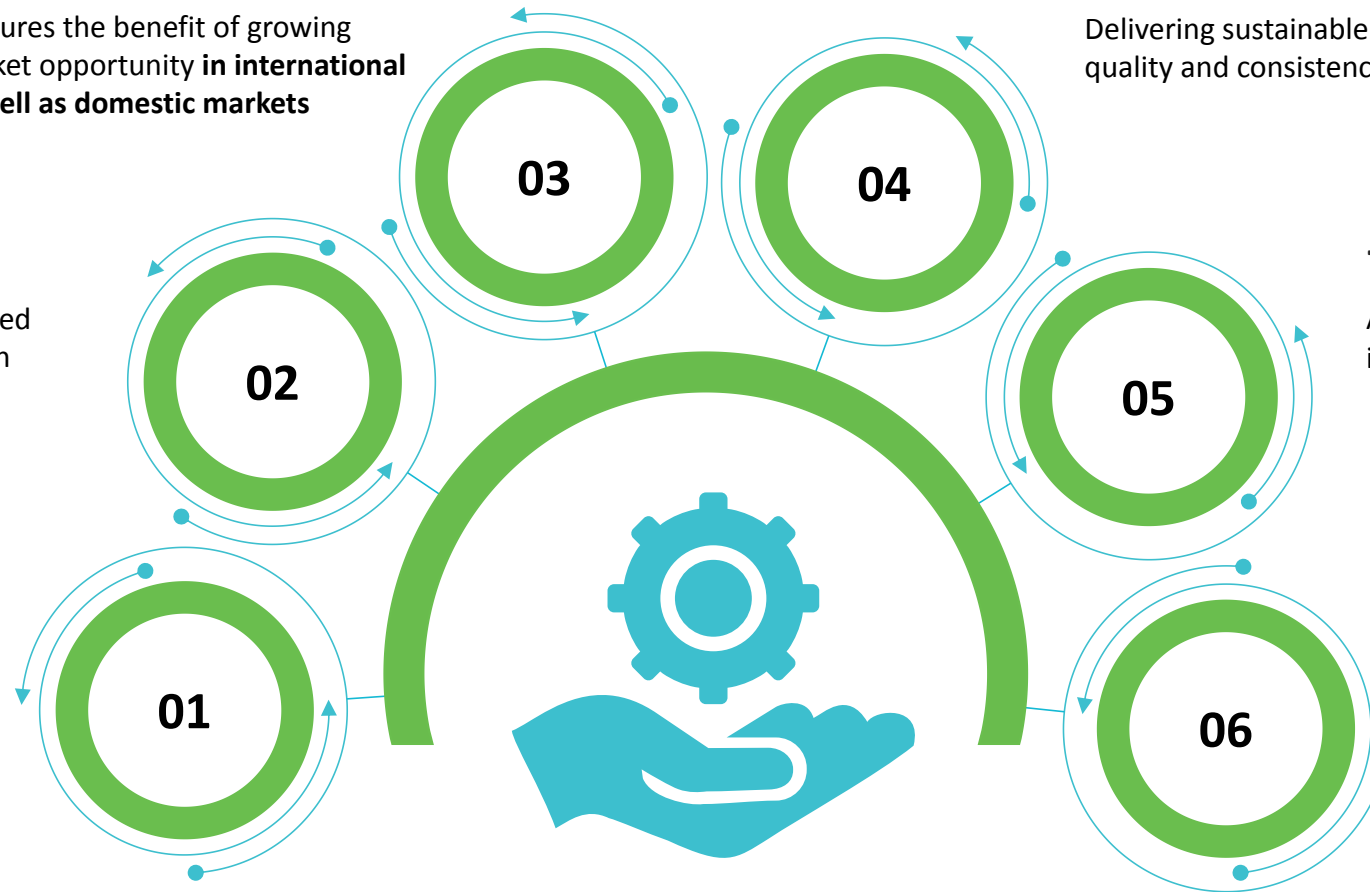 ures the benefit of growing
ket opportunity in international
ell as domestic markets
Delivering sustainable
quality and consistenc
03
04
ed
02
05
01
06